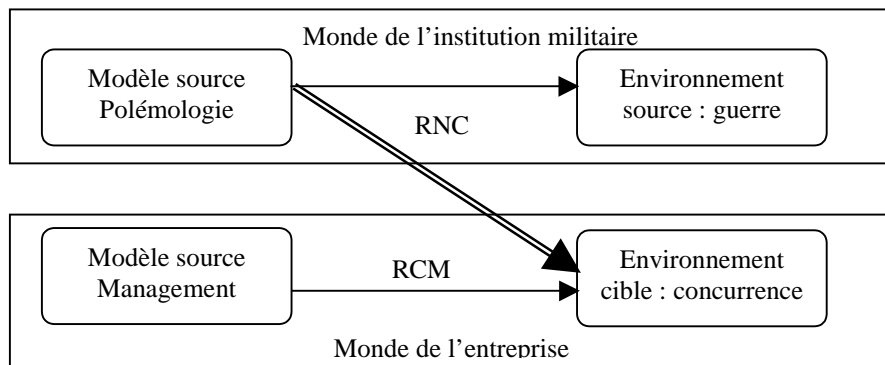 Monde de l’institution militaire
Modèle source
Polémologie
Environnement
source : guerre
RNC
Modèle source
Management
RCM
Environnement
cible : concurrence
Monde de l’entreprise